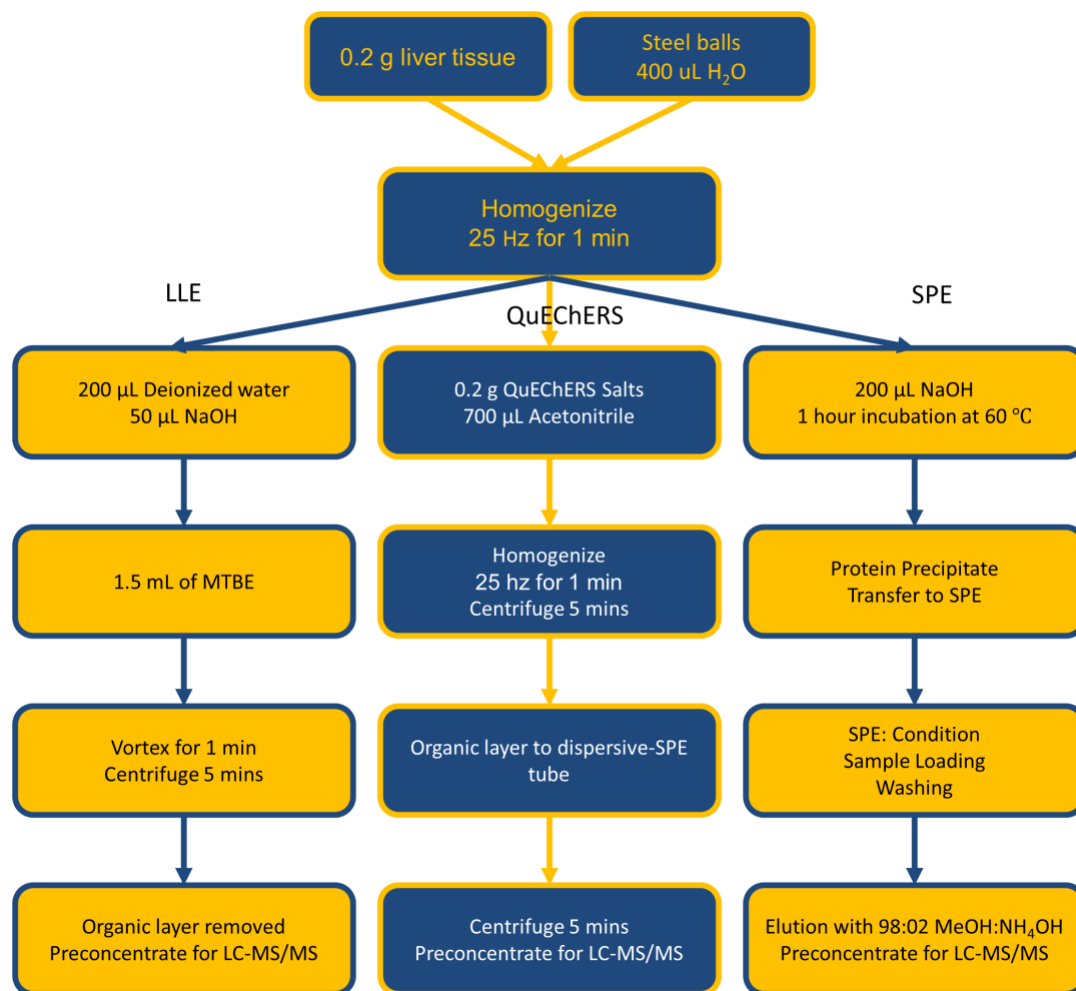 0.2 g liver tissue
Steel balls
400 uL H₂O
Homogenize
25 Hz for 1 min
LLE
QuEChERS
SPE
200 µL Deionized water
50 µL NaOH
0.2 g QuEChERS Salts
700 µL Acetonitrile
200 µL NaOH
1 hour incubation at 60 ℃
1.5 mL of MTBE
Homogenize
25 hz for 1 min
Centrifuge 5 mins
Protein Precipitate
Transfer to SPE
Vortex for 1 min
Centrifuge 5 mins
Organic layer to dispersive-SPE
tube
SPE: Condition
Sample Loading
Washing
Organic layer removed
Preconcentrate for LC-MS/MS
Centrifuge 5 mins
Preconcentrate for LC-MS/MS
Elution with 98:02 MeOH:NH₄OH
Preconcentrate for LC-MS/MS